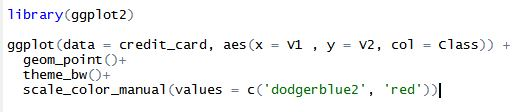 library(ggplot2)
ggplot(data = credit_card, aes(x = V1 , y = V2, col = Class)) +
  geom_point()+
  theme_bw()+
  scale_color_manual(values = c('dodgerblue2', 'red'))